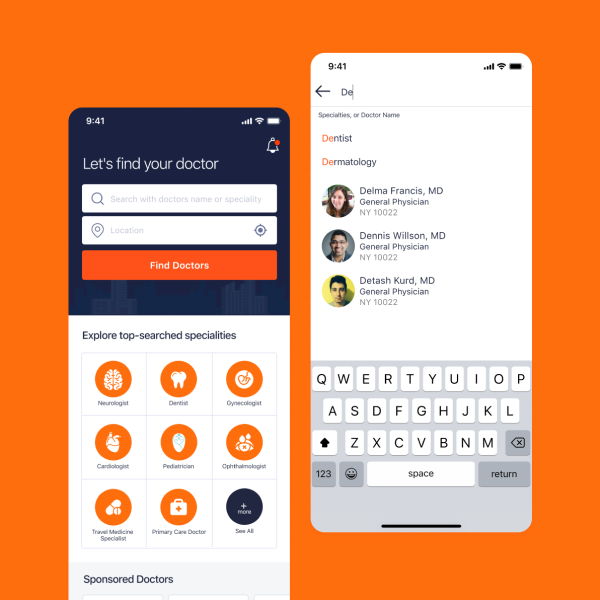 9:41
Let's find your doctor
Search with doctors name or speciality
Location
Find Doctors
Explore top-searched specialities
Neurologist
Dentist
Gynecologist
Cardiologist
Pediatrician
Ophthalmologist
Travel Medicine
Specialist
Primary Care Doctor
+
more
See All
Sponsored Doctors
9:41
De
Specialties, or Doctor Name
Dentist
Dermatology
Delma Francis, MD
General Physician
NY 10022
Dennis Willson, MD
General Physician
NY 10022
Detash Kurd, MD
General Physician
NY 10022
Q W E R T Y U I O P
A S D F G H J K L
Z X C V B N M
123 space return